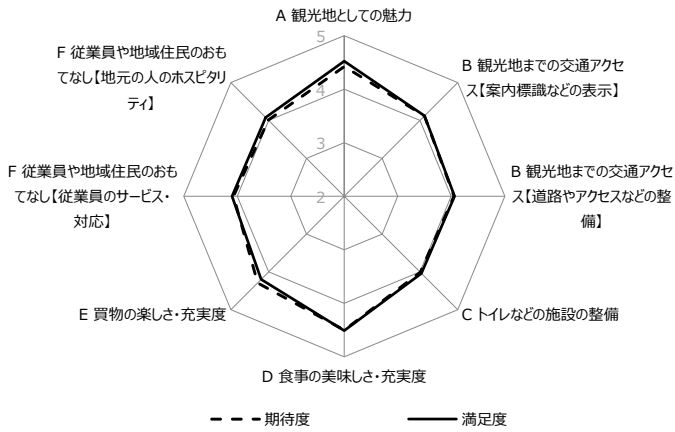 A 観光地としての魅力
5
4
3
2
B 観光地までの交通アクセ
ス【案内標識などの表示】
B 観光地までの交通アクセ
ス【道路やアクセスなどの整
備】
C トイレなどの施設の整備
D 食事の美味しさ・充実度
E 買物の楽しさ・充実度
F 従業員や地域住民のおも
てなし【従業員のサービス・
対応】
F 従業員や地域住民のおも
てなし【地元の人のホスピタリ
ティ】
期待度
満足度